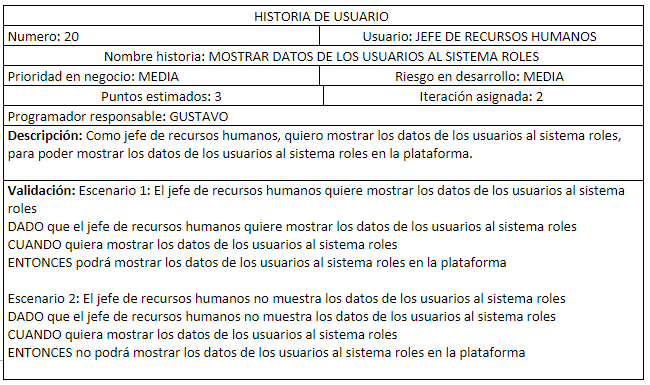 HISTORIA DE USUARIO
Numero: 20 Usuario: JEFE DE RECURSOS HUMANOS
Nombre historia: MOSTRAR DATOS DE LOS USUARIOS AL SISTEMA ROLES
Prioridad en negocio: MEDIA Riesgo en desarrollo: MEDIA
Puntos estimados: 3 Iteración asignada: 2
Programador responsable: GUSTAVO
Descripción: Como jefe de recursos humanos, quiero mostrar los datos de los usuarios al sistema roles,
para poder mostrar los datos de los usuarios al sistema roles en la plataforma.
Validación: Escenario 1: El jefe de recursos humanos quiere mostrar los datos de los usuarios al sistema
roles
DADO que el jefe de recursos humanos quiere mostrar los datos de los usuarios al sistema roles
CUANDO quiera mostrar los datos de los usuarios al sistema roles
ENTONCES podrá mostrar los datos de los usuarios al sistema roles en la plataforma
Escenario 2: El jefe de recursos humanos no muestra los datos de los usuarios al sistema roles
DADO que el jefe de recursos humanos no muestra los datos de los usuarios al sistema roles
CUANDO quiera mostrar los datos de los usuarios al sistema roles
ENTONCES no podrá mostrar los datos de los usuarios al sistema roles en la plataforma